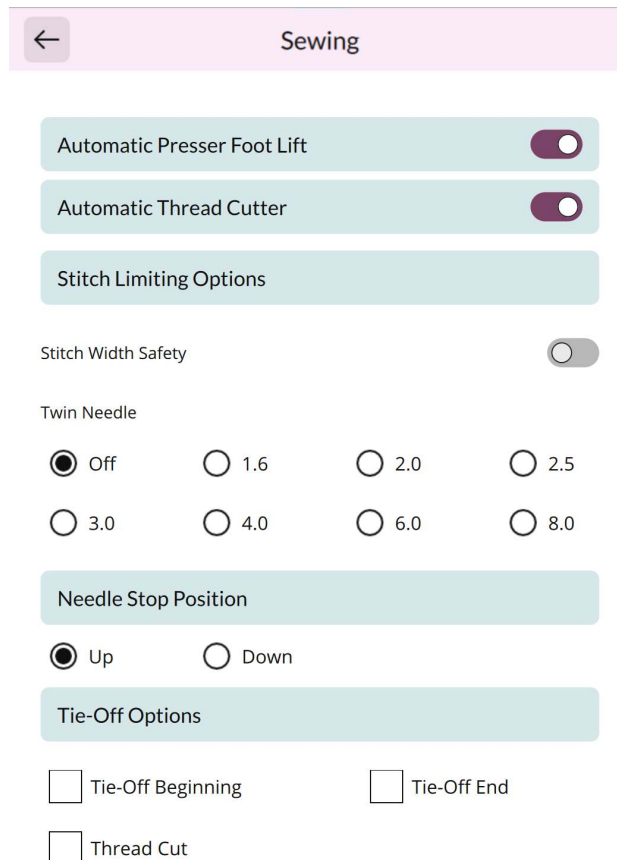 Sewing
Automatic Presser Foot Lift
Automatic Thread Cutter
Stitch Limiting Options
Stitch Width Safety
Twin Needle
Off 1.6 2.0 2.5
3.0 4.0 6.0 8.0
Needle Stop Position
Up Down
Tie-Off Options
Tie-Off Beginning Tie-Off End
Thread Cut